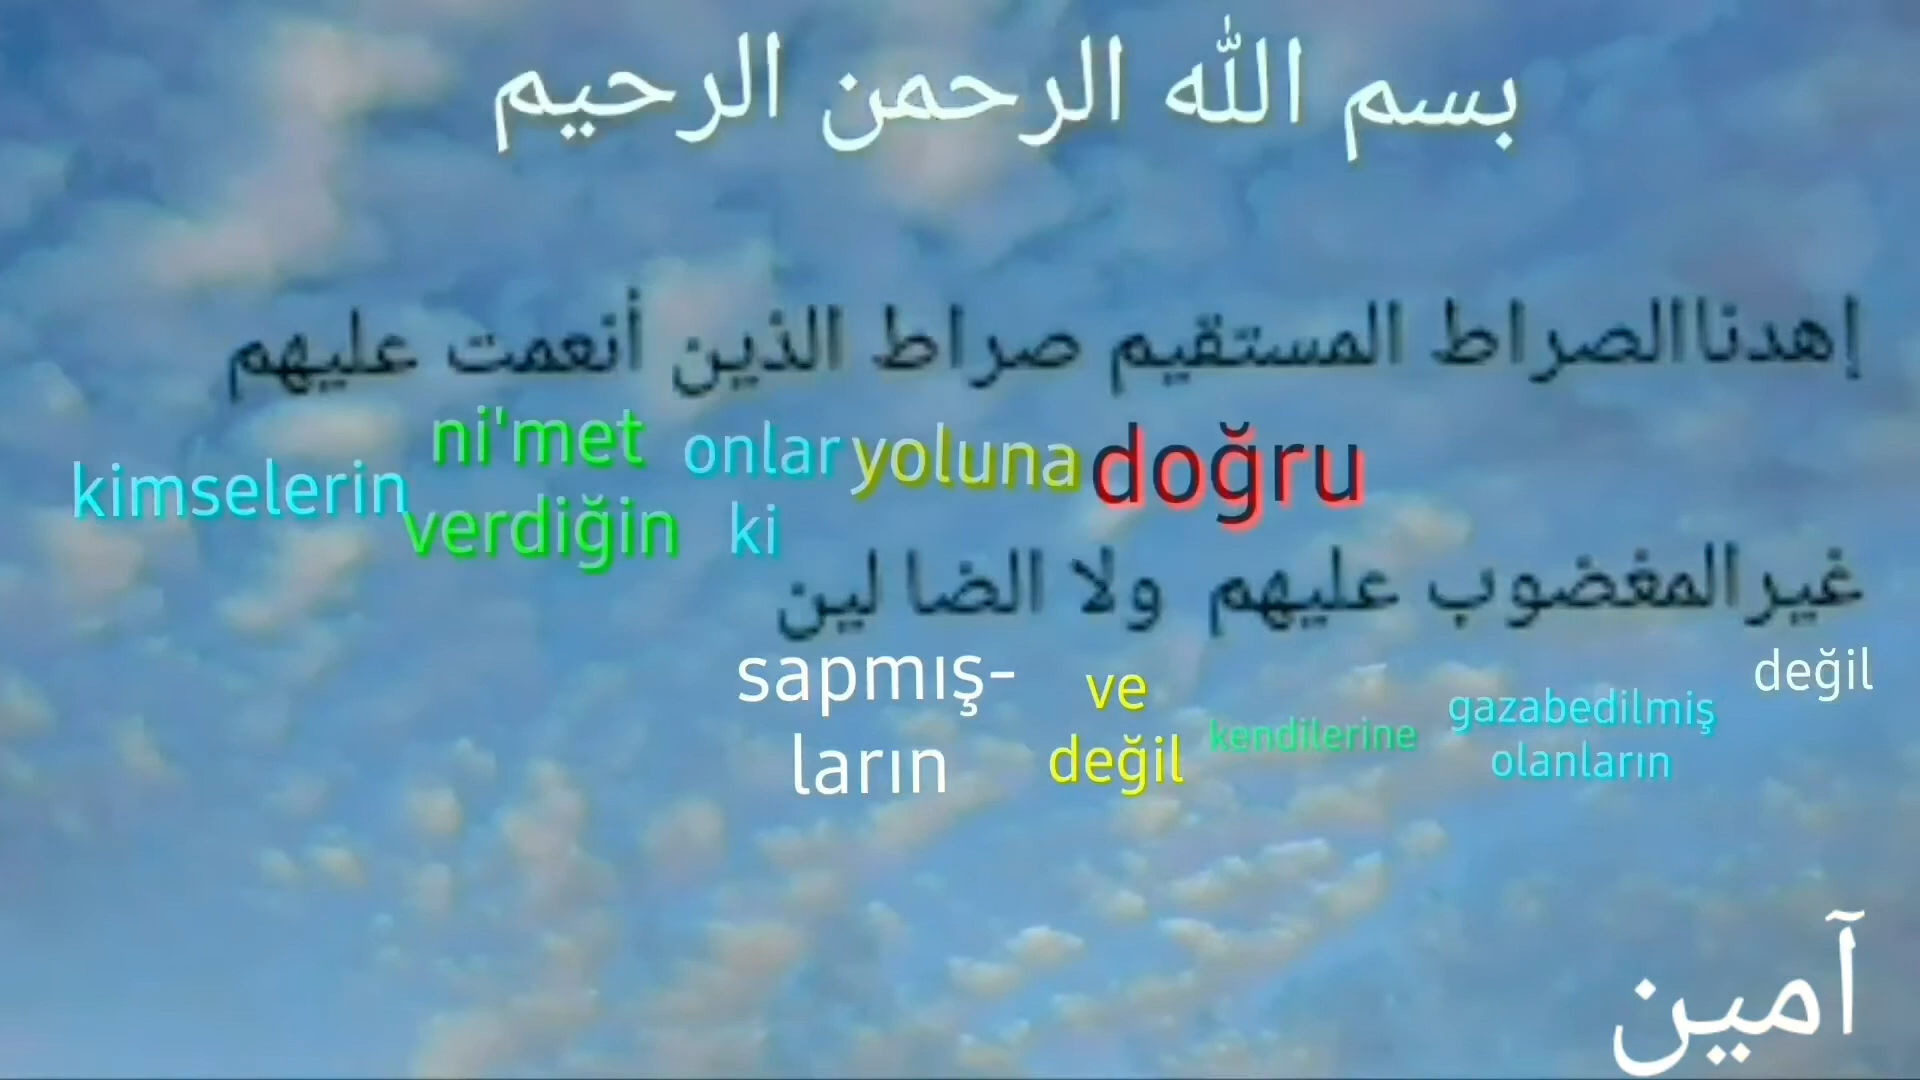 بسم الله الرحمن الرحيم
إهدناالصراط المستقيم صراط الذين أنعمت عليهم
doğru yoluna onlar ni'met kimselerin
ki verdiğin
غيرالمغضوب عليهم ولا الضا لين
değil gazabedilmiş kendilerine ve sapmış-
olanların değil ların
آمين